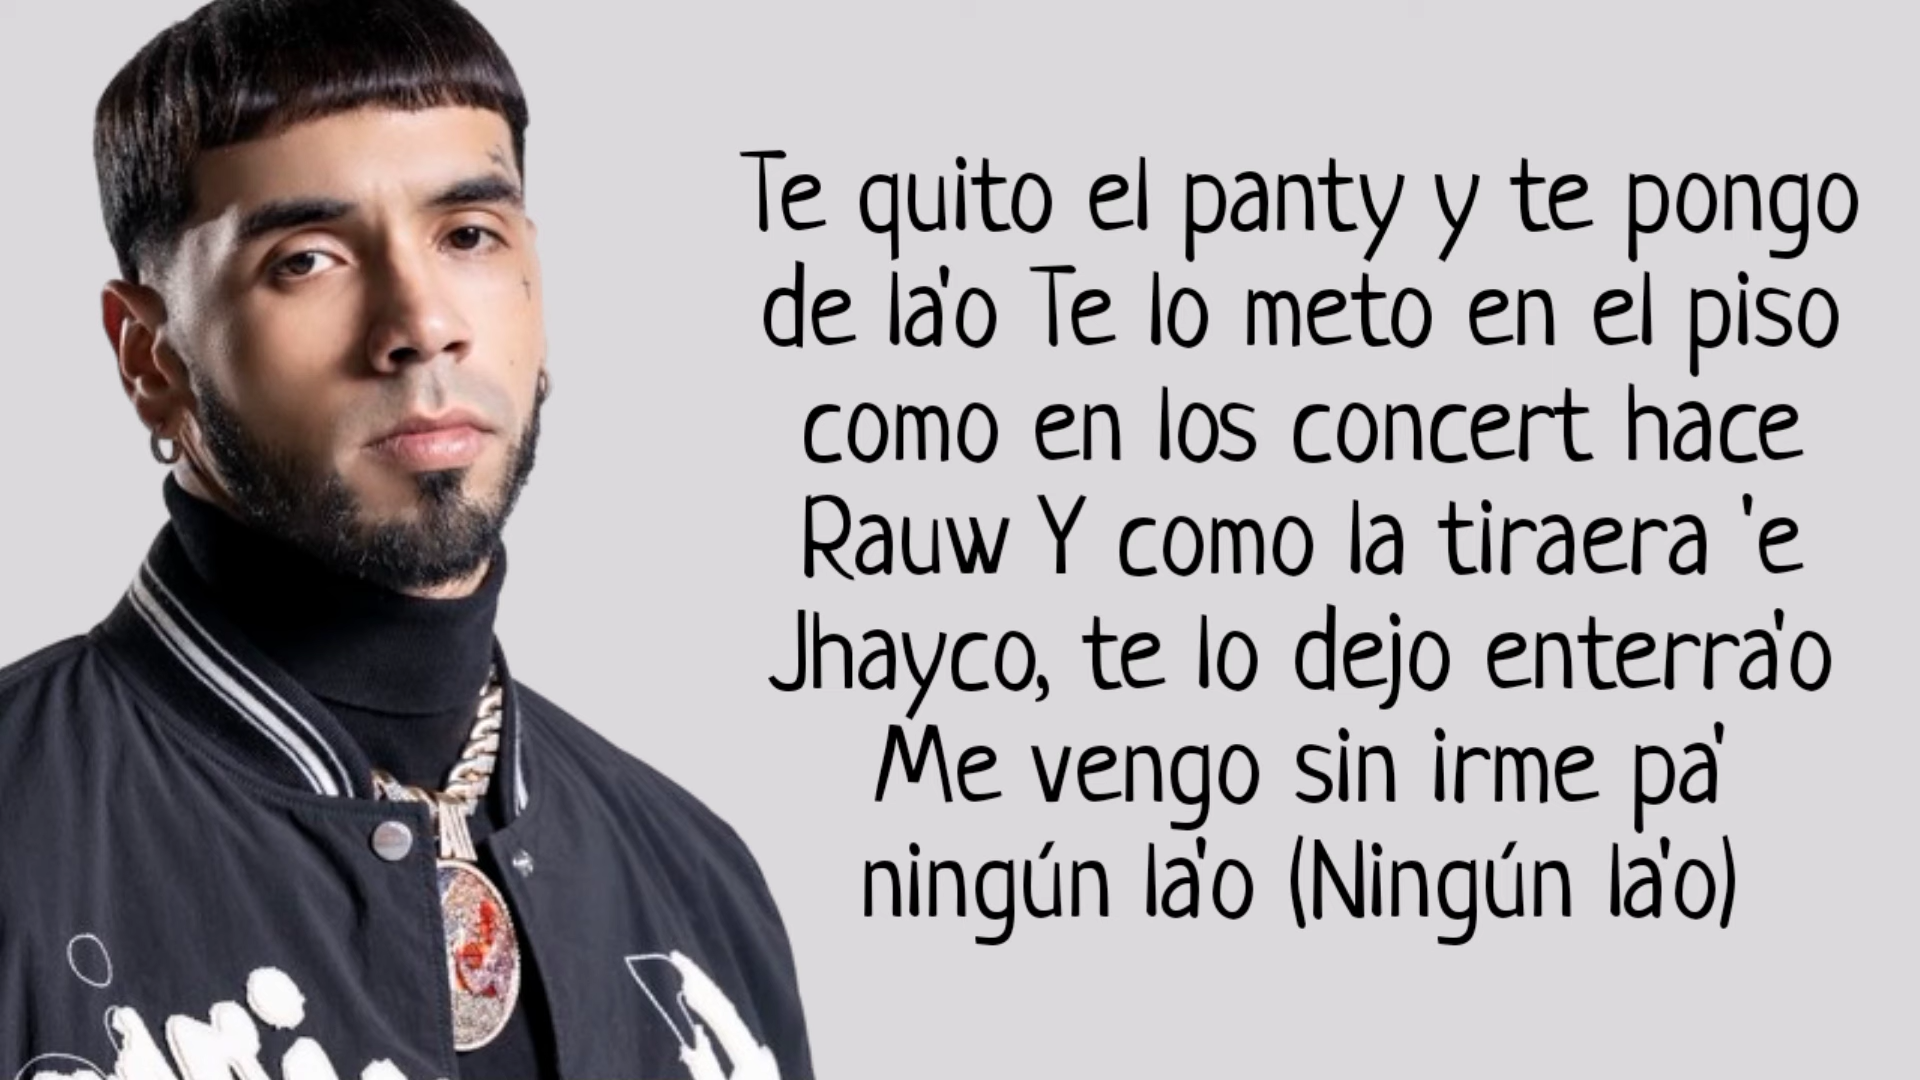 Te quito el panty y te pongo
de la'o Te lo meto en el piso
como en los concert hace
Rauw Y como la tiraera 'e
Jhayco, te lo dejo enterra'o
Me vengo sin irme pa'
ningún la'o (Ningún la'o)